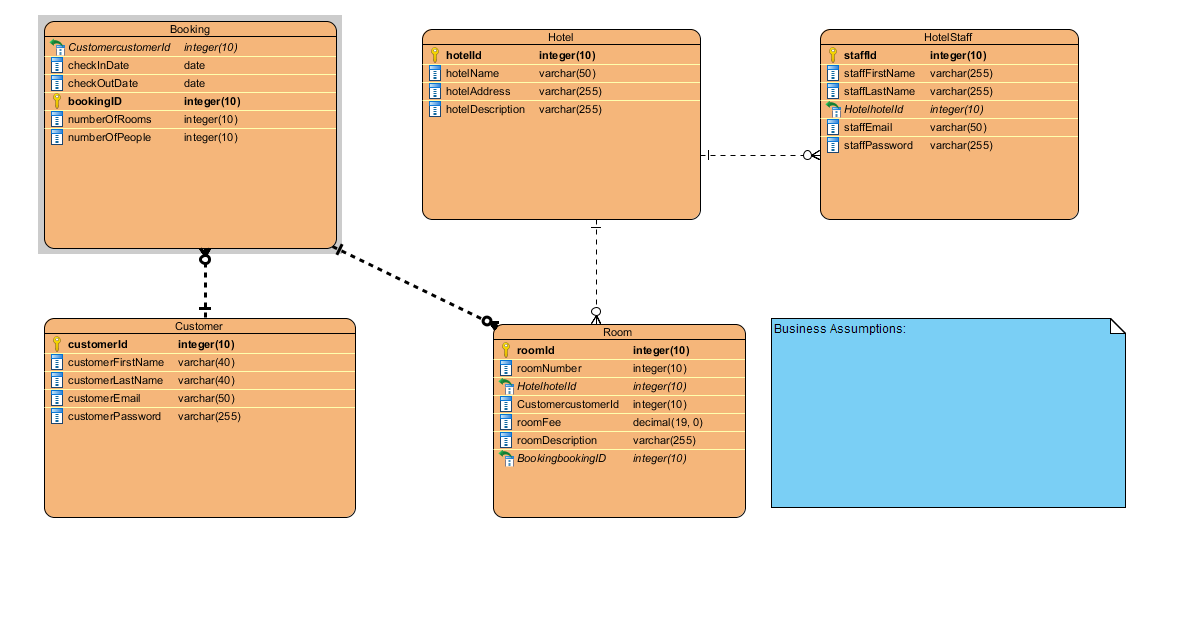 Booking
CustomercustomerId integer(10)
checkInDate date
checkOutDate date
bookingID integer(10)
numberOfRooms integer(10)
numberOfPeople integer(10)
Hotel
hotelId integer(10)
hotelName varchar(50)
hotelAddress varchar(255)
hotelDescription varchar(255)
HotelStaff
staffId integer(10)
staffFirstName varchar(255)
staffLastName varchar(255)
HotelhotelId integer(10)
staffEmail varchar(50)
staffPassword varchar(255)
Customer
customerId integer(10)
customerFirstName varchar(40)
customerLastName varchar(40)
customerEmail varchar(50)
customerPassword varchar(255)
Room
roomId integer(10)
roomNumber integer(10)
HotelhotelId integer(10)
CustomercustomerId integer(10)
roomFee decimal(19, 0)
roomDescription varchar(255)
BookingbookingID integer(10)
Business Assumptions: